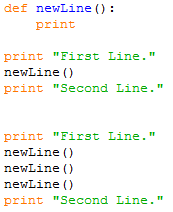 def newLine():
    print

print "First Line."
newLine()
print "Second Line."


print "First Line."
newLine()
newLine()
newLine()
print "Second Line."